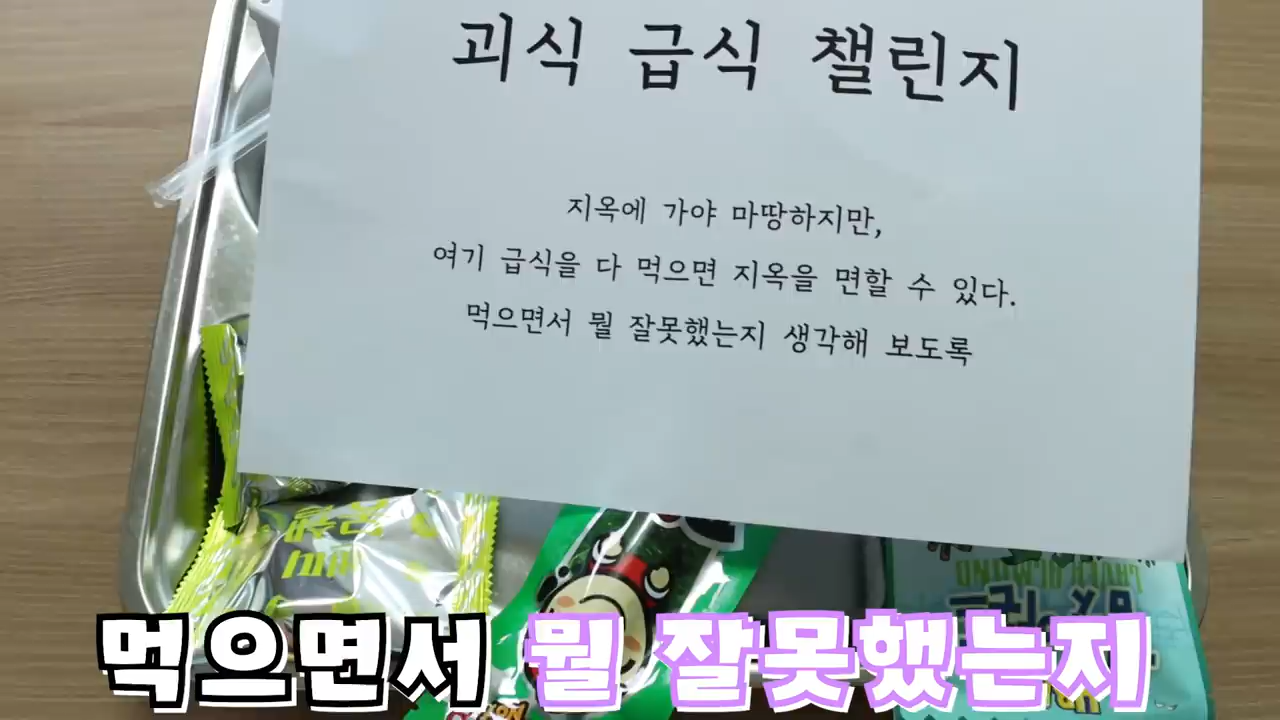 괴식 급식 챌린지
지옥에 가야 마땅하지만,
여기 급식을 다 먹으면 지옥을 면할 수 있다.
먹으면서 뭘 잘못했는지 생각해 보도록
먹으면서 뭘 잘못했는지